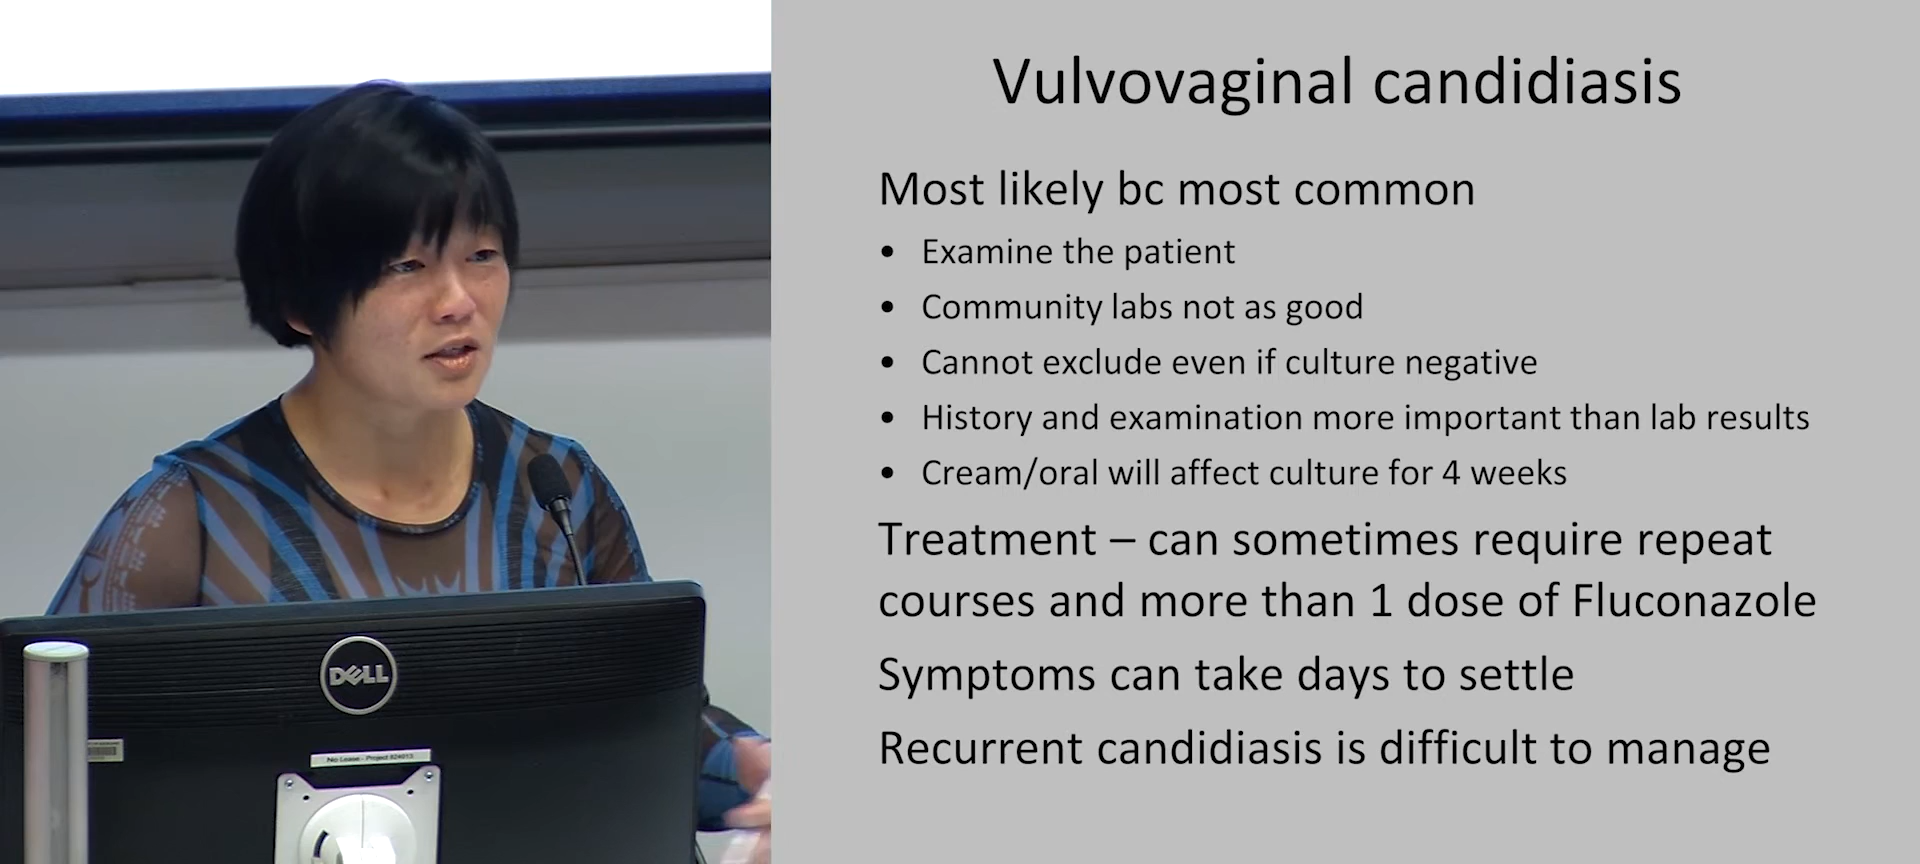 Vulvovaginal candidiasis
Most likely bc most common
• Examine the patient
• Community labs not as good
• Cannot exclude even if culture negative
• History and examination more important than lab results
• Cream/oral will affect culture for 4 weeks
Treatment – can sometimes require repeat
courses and more than 1 dose of Fluconazole
Symptoms can take days to settle
Recurrent candidiasis is difficult to manage
DELL
No Lease - Project